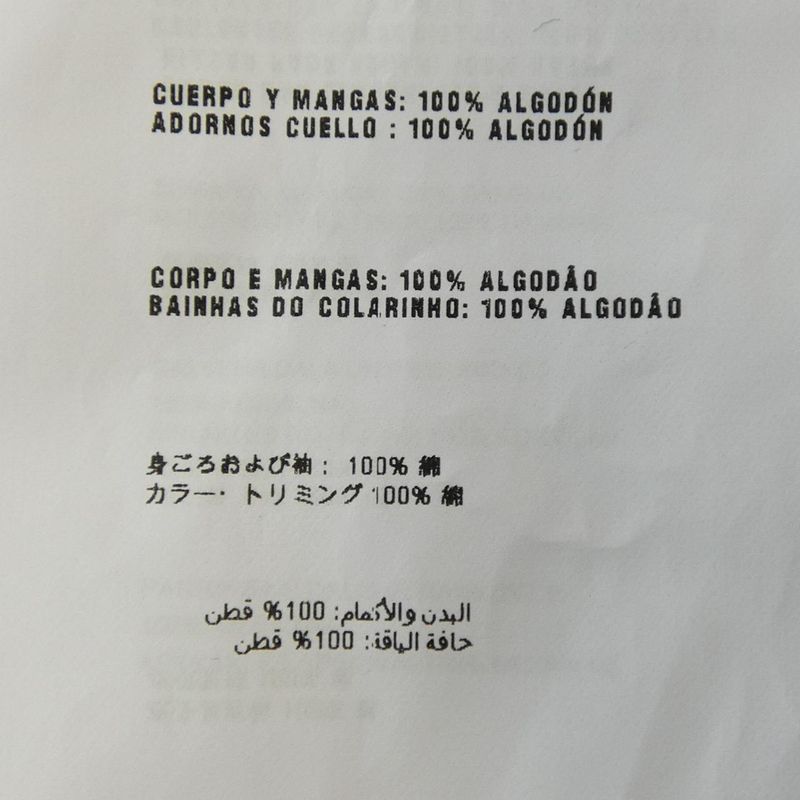 CUERPO Y MANGAS: 100% ALGODÓN
ADORNOS CUELLO : 100% ALGODÓN
CORPO E MANGAS: 100% ALGODÃO
BAINHAS DO COLARINHO: 100% ALGODÃO
身ごろおよび袖： 100% 綿
カラー・トリミング 100% 綿
البدن والأكمام: 100% قطن
حافة الياقة: 100% قطن